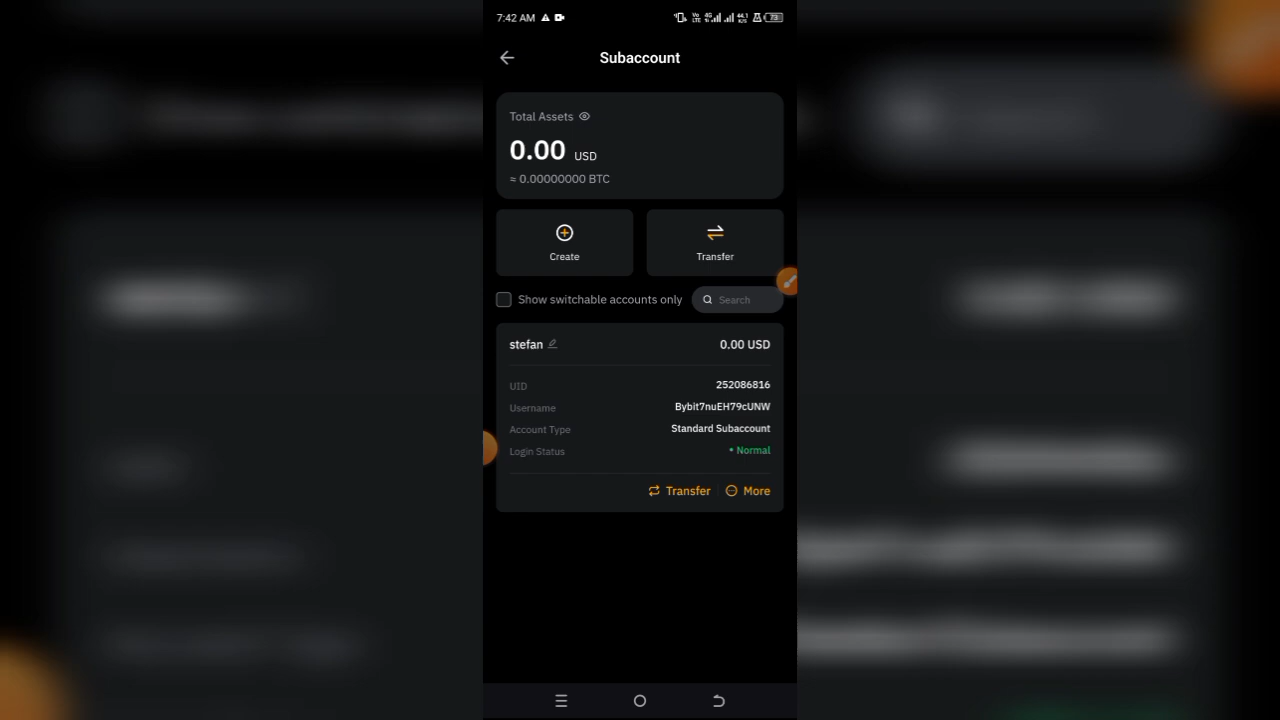 7:42 AM
Subaccount
Total Assets
0.00 USD
≈ 0.00000000 BTC
Create
Transfer
Show switchable accounts only
Search
stefan
0.00 USD
UID
252086816
Username
Bybit7nuEH79cUNW
Account Type
Standard Subaccount
Login Status
• Normal
Transfer
More